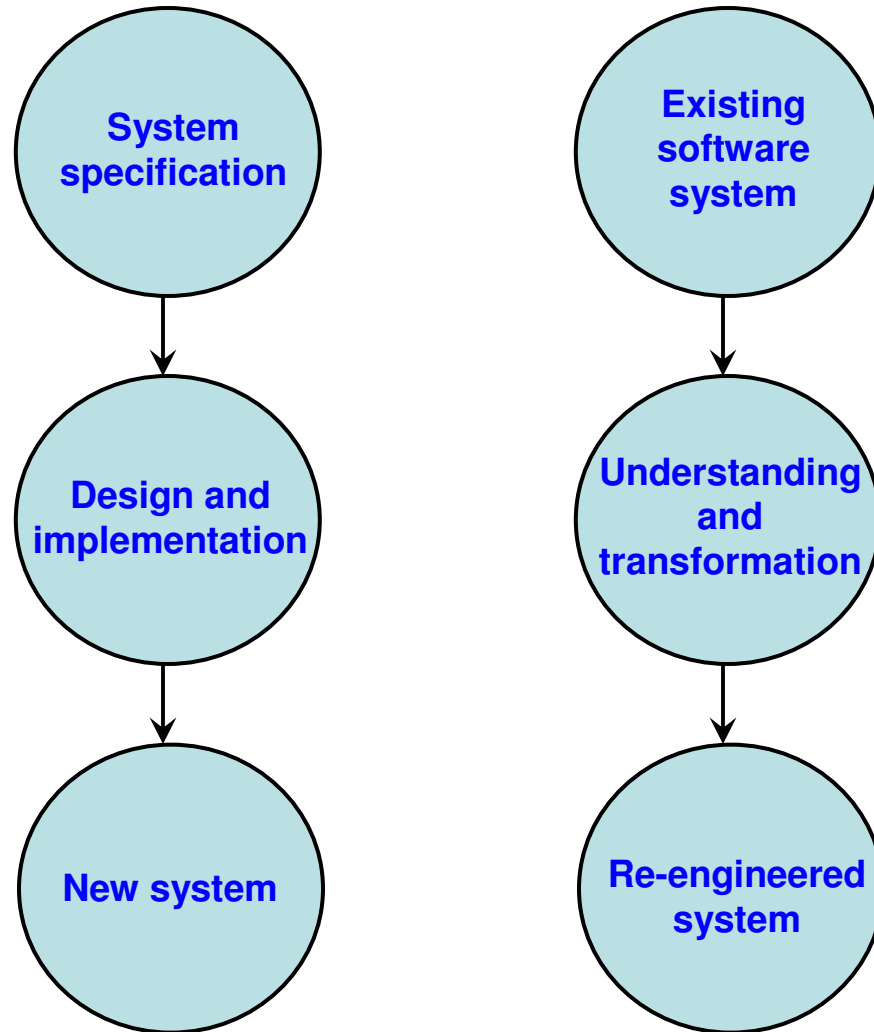 System
specification
Existing
software
system
Design and
implementation
Understanding
and
transformation
New system
Re-engineered
system